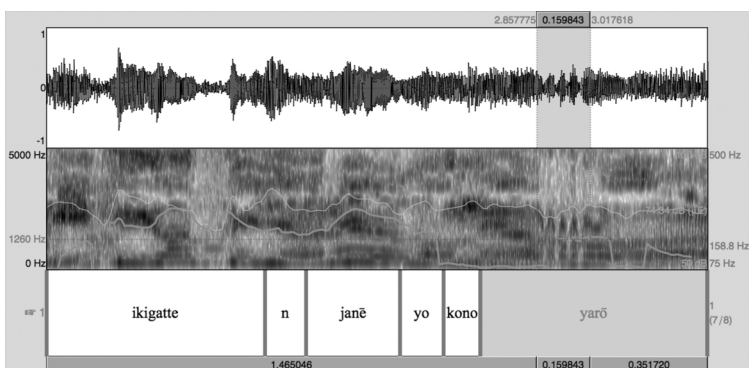 2.857775 0.159843 3.017618
1
0
-1
5000 Hz 500 Hz
1260 Hz 158.8 Hz
0 Hz 75 Hz
1 ikigatte n janē yo kono yarō 1
(7/8)
1.465046 0.159843 0.351720